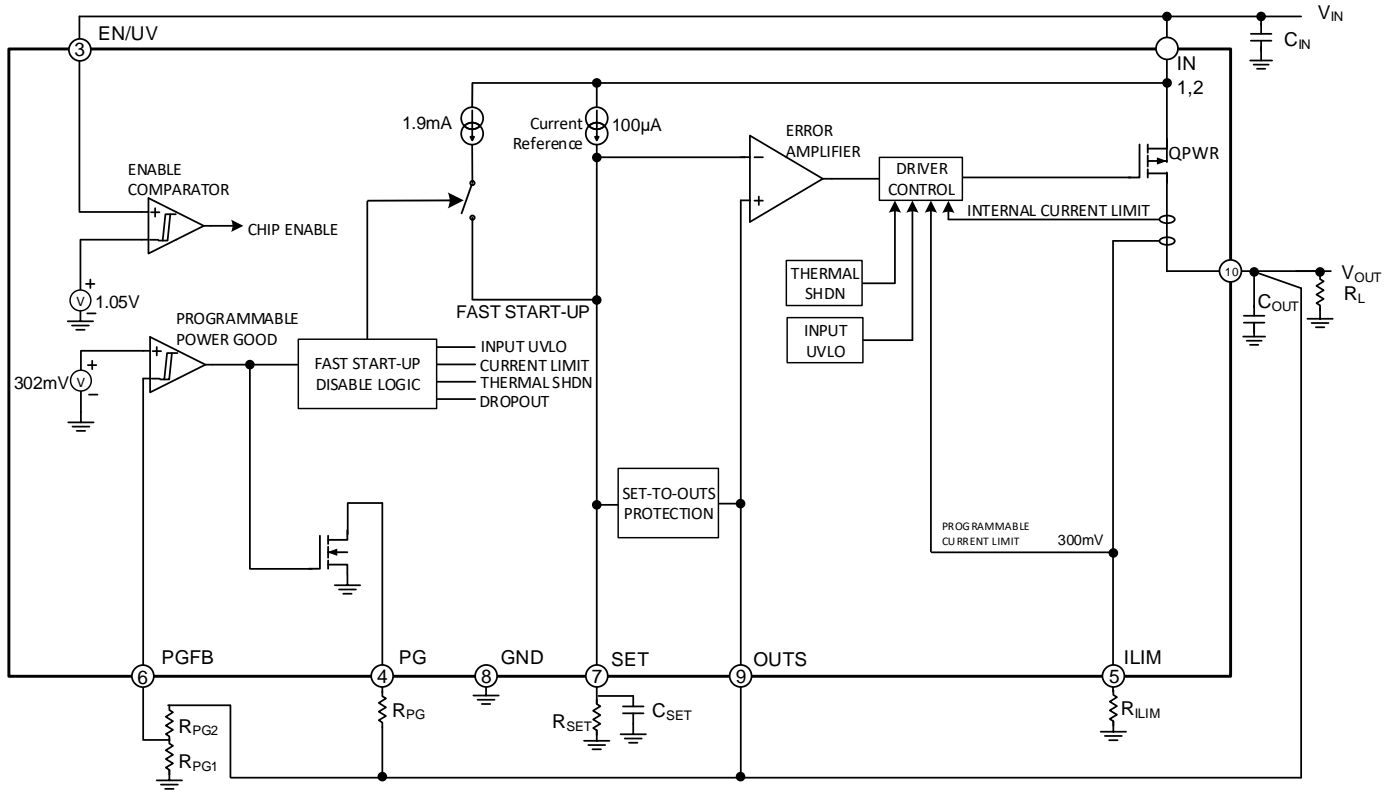 V_IN
EN/UV
3
C_IN
IN
1,2
1.9mA
Current
Reference
100µA
ERROR
AMPLIFIER
QPWR
DRIVER
CONTROL
ENABLE
COMPARATOR
+
CHIP ENABLE
−
+
INTERNAL CURRENT LIMIT
+
V
1.05V
−
THERMAL
SHDN
10
V_OUT
R_L
C_OUT
FAST START-UP
PROGRAMMABLE
POWER GOOD
INPUT
UVLO
+
+
V
302mV
−
FAST START-UP
DISABLE LOGIC
INPUT UVLO
CURRENT LIMIT
THERMAL SHDN
DROPOUT
SET-TO-OUTS
PROTECTION
PROGRAMMABLE
CURRENT LIMIT
300mV
PGFB
PG
GND
SET
OUTS
ILIM
6
4
8
7
9
5
R_PG2
R_PG1
R_PG
R_SET
C_SET
R_ILIM